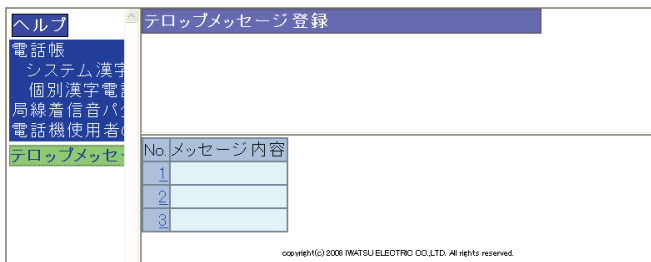 ヘルプ
電話帳
システム漢字
個別漢字電
局線着信音パ
電話機使用者
テロップメッセ
テロップメッセージ登録
No. メッセージ内容
1
2
3
copyright(c) 2008 IWATSU ELECTRIC CO.,LTD. All rights reserved.